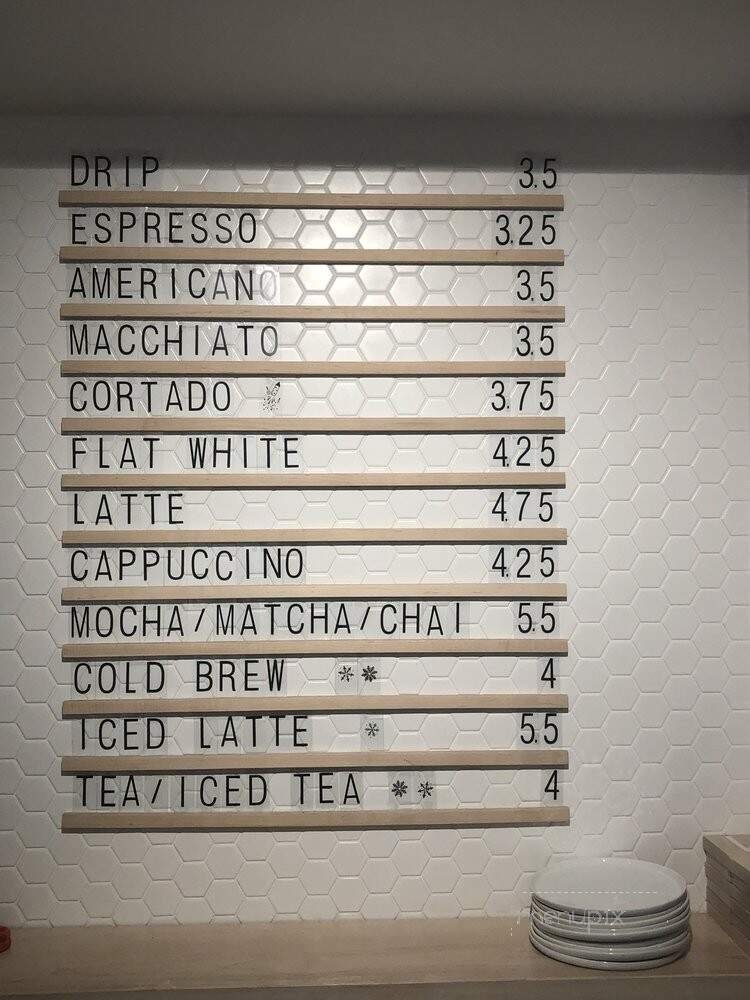 DRIP 3.5
ESPRESSO 3.25
AMERICANO 3.5
MACCHIATO 3.5
CORTADO 3.75
FLAT WHITE 4.25
LATTE 4.75
CAPPUCCINO 4.25
MOCHA/MATCHA/CHAI 5.5
COLD BREW 4
ICED LATTE 5.5
TEA/ICED TEA 4
menupix